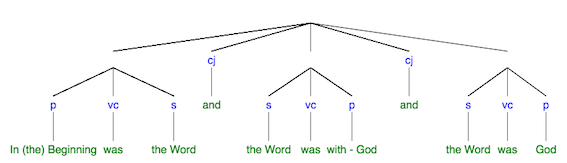 cj cj
p vc s and s vc p and s vc p
In (the) Beginning was the Word the Word was with - God the Word was God